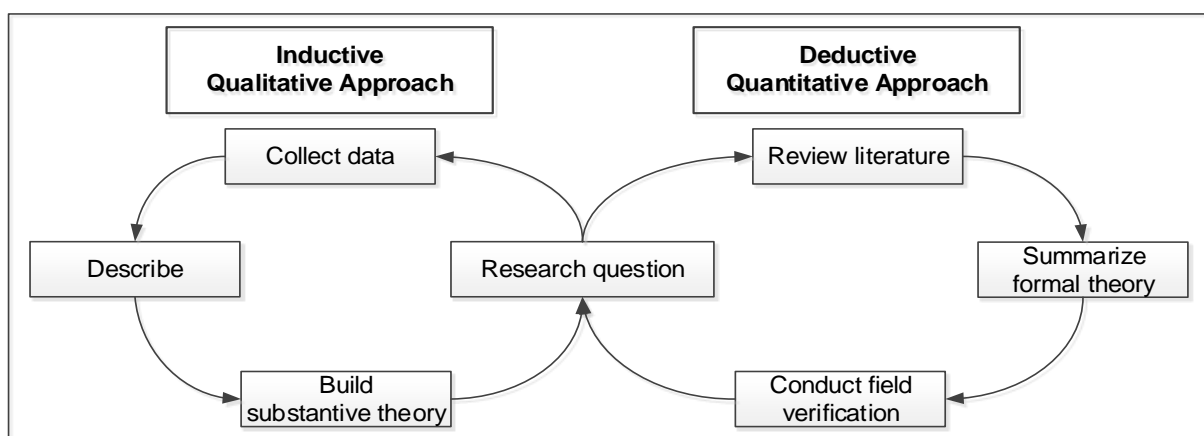 Inductive
Qualitative Approach
Deductive
Quantitative Approach
Collect data
Review literature
Describe
Research question
Summarize
formal theory
Build
substantive theory
Conduct field
verification